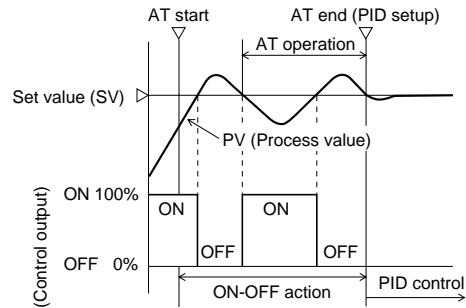 AT start
AT end (PID setup)
AT operation
Set value (SV)
PV (Process value)
(Control output)
ON 100%
ON
ON
OFF
OFF
OFF 0%
ON-OFF action
PID control